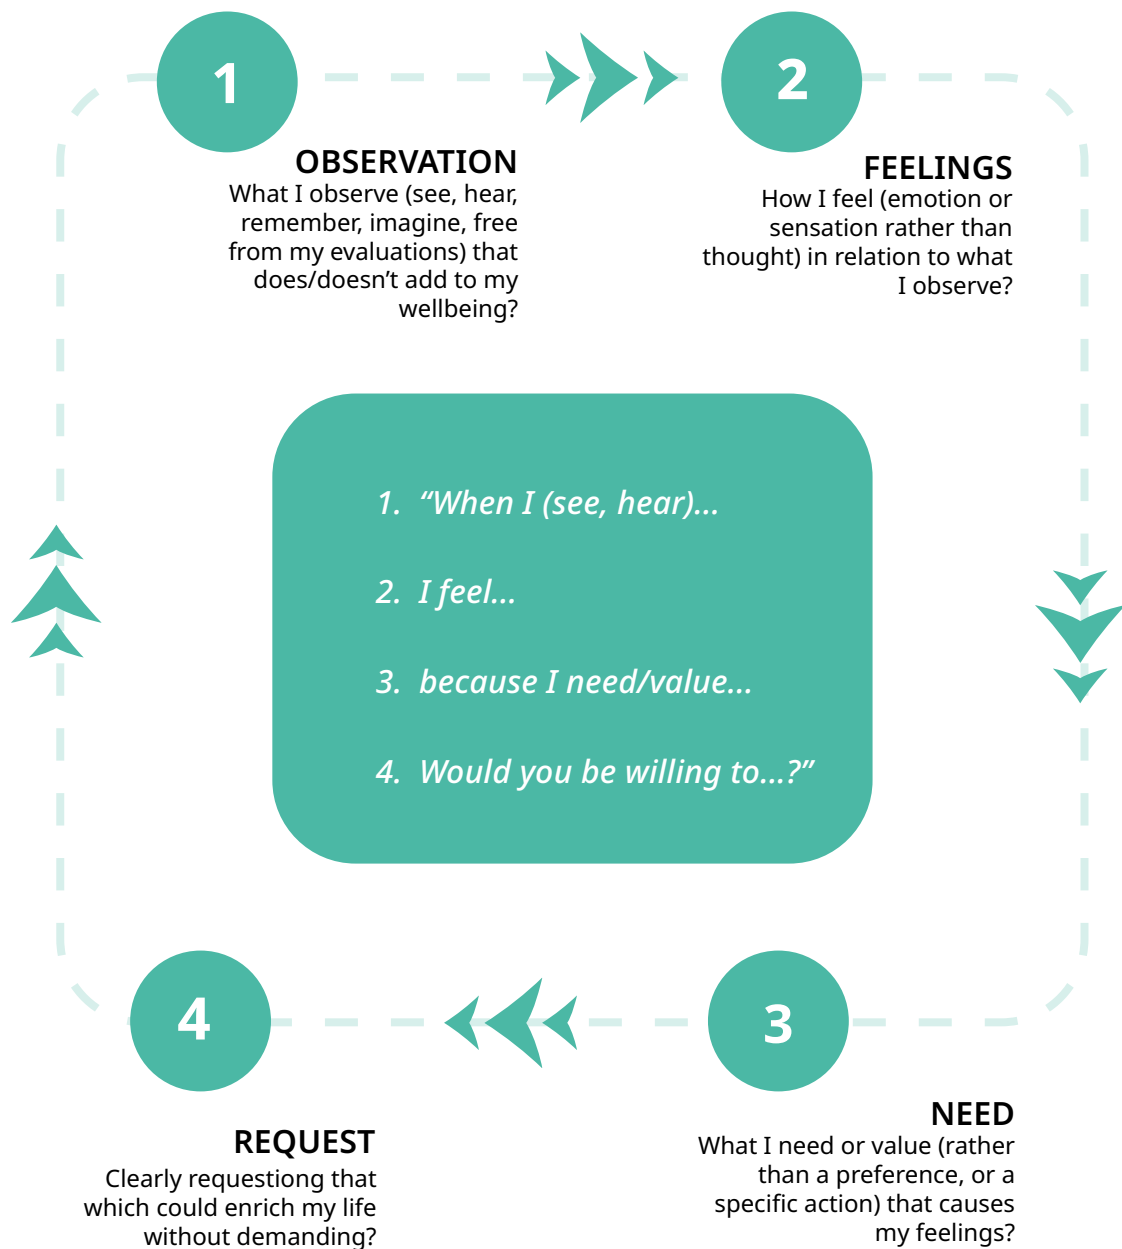 1
OBSERVATION
What I observe (see, hear,
remember, imagine, free
from my evaluations) that
does/doesn’t add to my
wellbeing?
2
FEELINGS
How I feel (emotion or
sensation rather than
thought) in relation to what
I observe?
1. “When I (see, hear)...
2. I feel...
3. because I need/value...
4. Would you be willing to...?”
3
NEED
What I need or value (rather
than a preference, or a
specific action) that causes
my feelings?
4
REQUEST
Clearly requestiong that
which could enrich my life
without demanding?